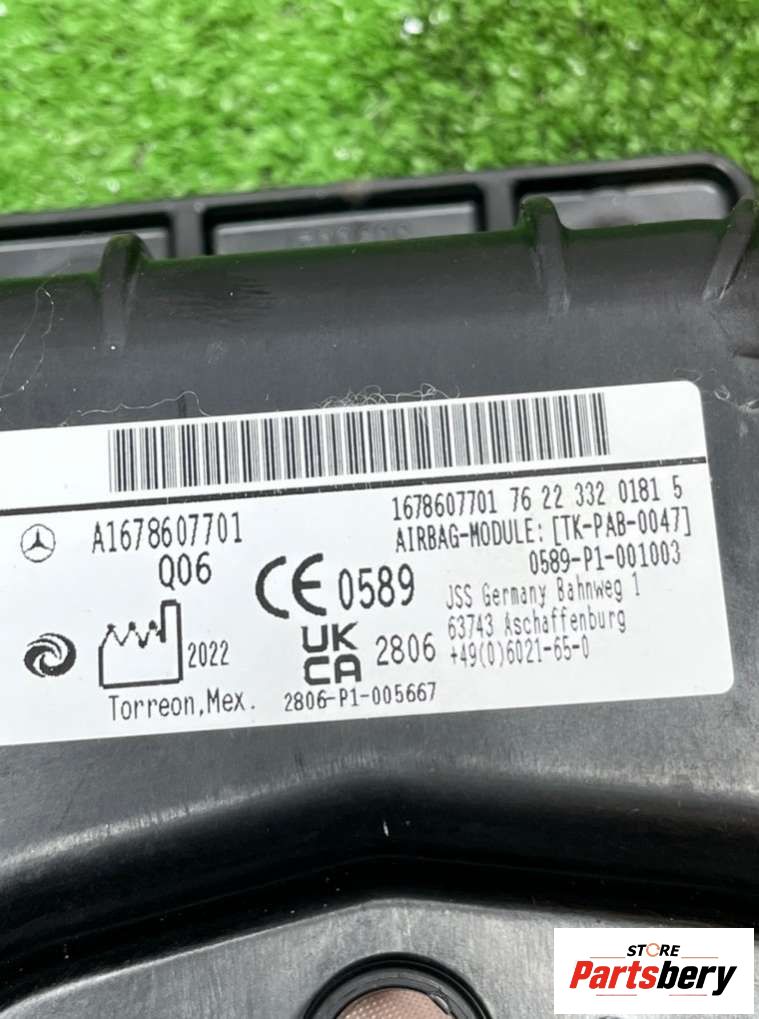 1678607701 76 22 332 0181 5
A1678607701
AIRBAG-MODULE: [TK-PAB-0047]
Q06
CE 0589
0589-P1-001003
JSS Germany Bahnweg 1
63743 Aschaffenburg
+49(0)6021-65-0
2022
UK
CA 2806
Torreon,Mex.
2806-P1-005667
STORE
Partsbery